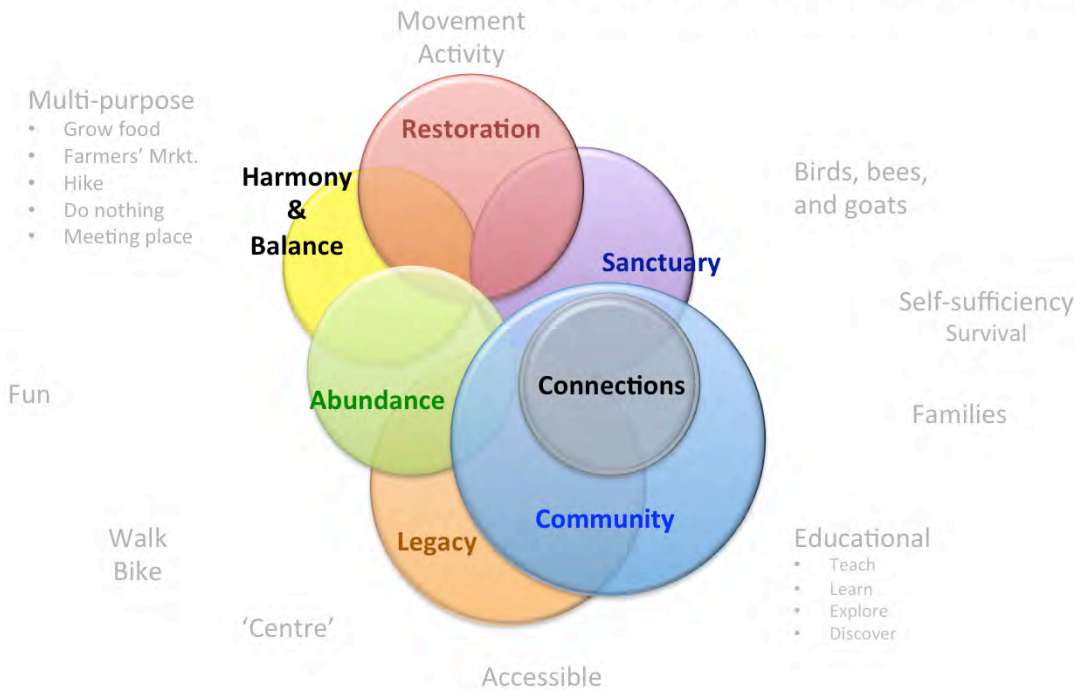 Movement
Activity
Multi-purpose
• Grow food
• Farmers’ Mrkt.
• Hike
• Do nothing
• Meeting place
Restoration
Harmony
&
Balance
Birds, bees,
and goats
Sanctuary
Self-sufficiency
Survival
Fun
Abundance
Connections
Families
Community
Legacy
Walk
Bike
Educational
• Teach
• Learn
• Explore
• Discover
‘Centre’
Accessible